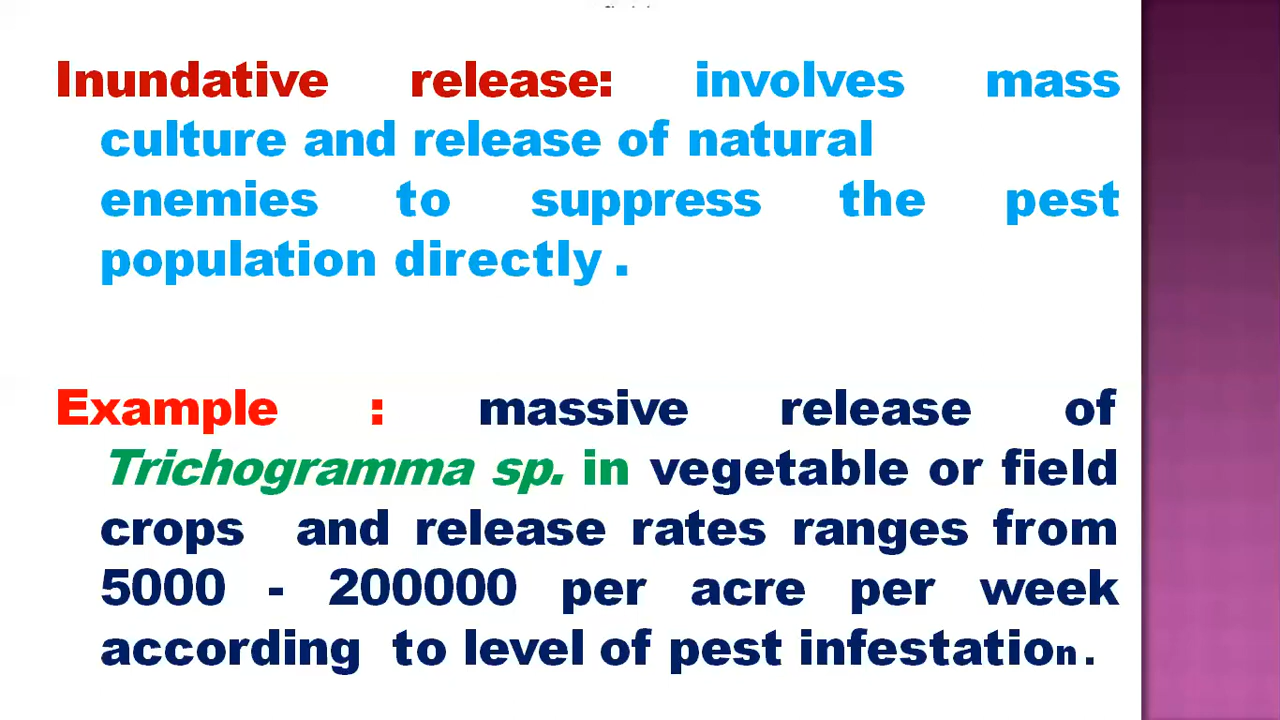 Inundative release: involves mass
culture and release of natural
enemies to suppress the pest
population directly .
Example : massive release of
Trichogramma sp. in vegetable or field
crops and release rates ranges from
5000 - 200000 per acre per week
according to level of pest infestation .